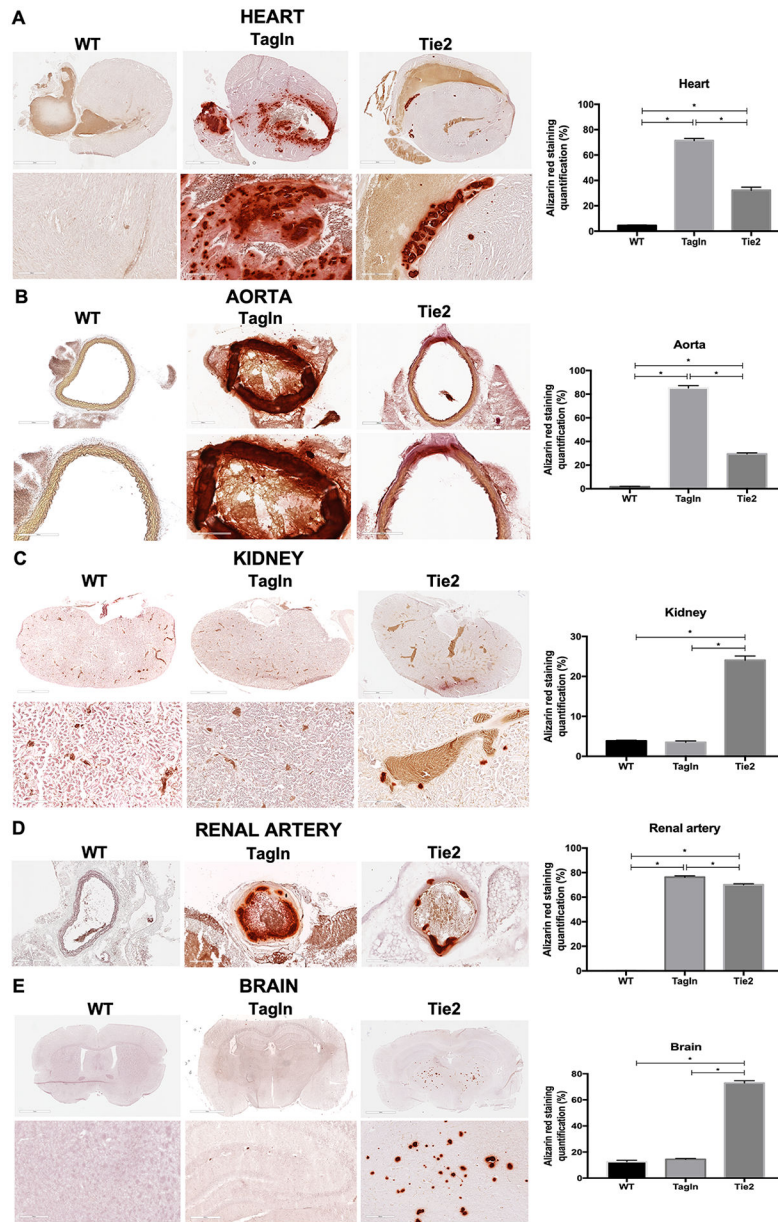 A
HEART
WT
Tagln
Tie2
Heart
Alizarin red staining
quantification (%)
100
80
60
40
20
0
*
*
*
WT
Tagln
Tie2
B
AORTA
WT
Tagln
Tie2
Aorta
Alizarin red staining
quantification (%)
100
80
60
40
20
0
*
*
*
WT
Tagln
Tie2
C
KIDNEY
WT
Tagln
Tie2
Kidney
Alizarin red staining
quantification (%)
30
20
10
0
*
*
WT
Tagln
Tie2
D
RENAL ARTERY
WT
Tagln
Tie2
Renal artery
Alizarin red staining
quantification (%)
100
80
60
40
20
0
*
*
*
WT
Tagln
Tie2
E
BRAIN
WT
Tagln
Tie2
Brain
Alizarin red staining
quantification (%)
80
60
40
20
0
*
*
WT
Tagln
Tie2